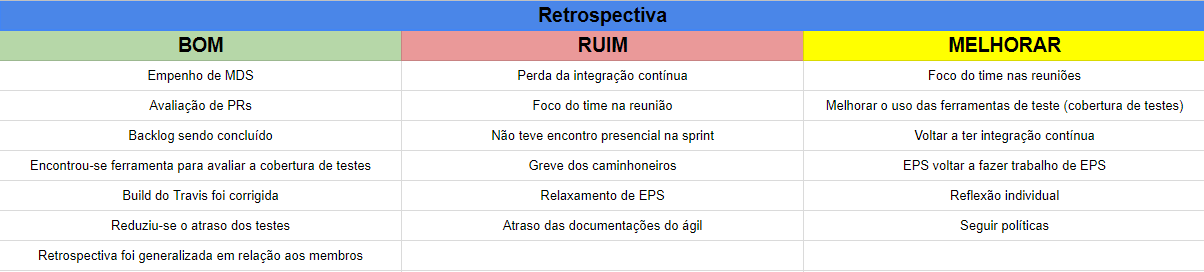 Retrospectiva
BOM RUIM MELHORAR
Empenho de MDS Perda da integração contínua Foco do time nas reuniões
Avaliação de PRs Foco do time na reunião Melhorar o uso das ferramentas de teste (cobertura de testes)
Backlog sendo concluído Não teve encontro presencial na sprint Voltar a ter integração contínua
Encontrou-se ferramenta para avaliar a cobertura de testes Greve dos caminhoneiros EPS voltar a fazer trabalho de EPS
Build do Travis foi corrigida Relaxamento de EPS Reflexão individual
Reduziu-se o atraso dos testes Atraso das documentações do ágil Seguir políticas
Retrospectiva foi generalizada em relação aos membros